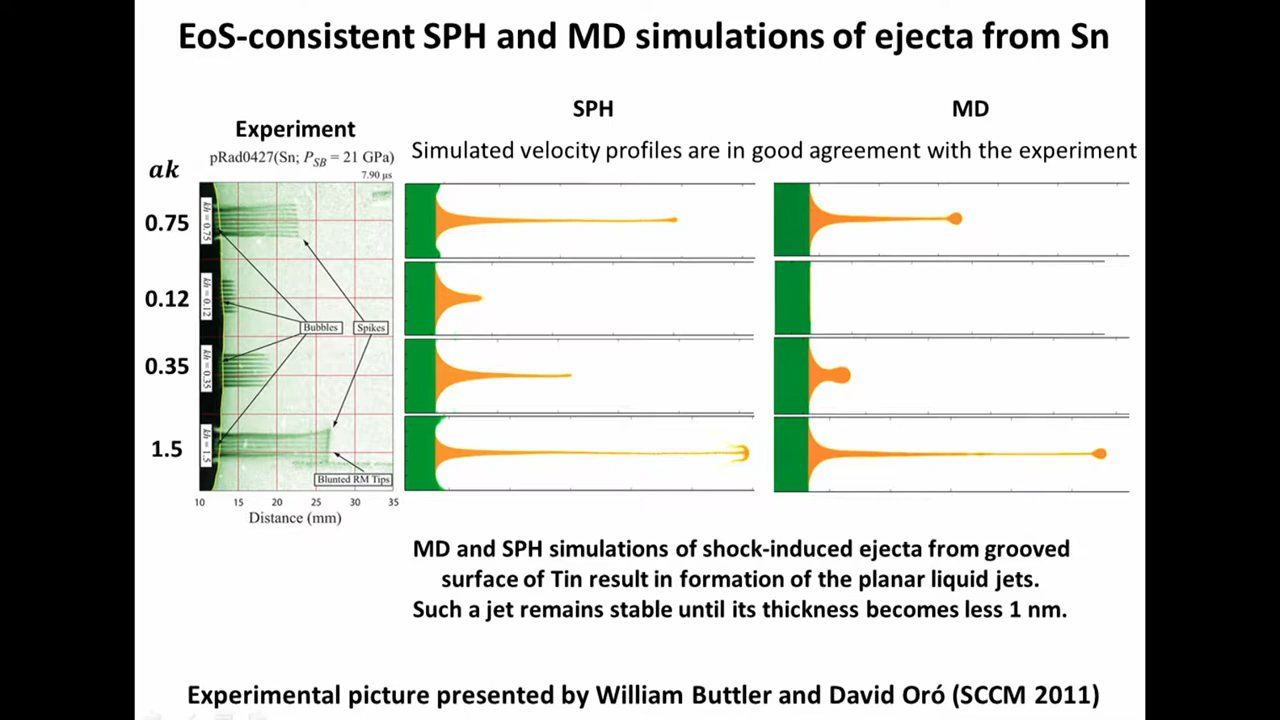 EoS-consistent SPH and MD simulations of ejecta from Sn
SPH
MD
Experiment
Simulated velocity profiles are in good agreement with the experiment
pRad0427(Sn; P_SB = 21 GPa)
7.90 μs
ak
0.75
0.12
0.35
1.5
kh = 0.75
kh = 0.12
kh = 0.35
kh = 1.5
Bubbles
Spikes
Blunted RM Tips
10 15 20 25 30 35
Distance (mm)
MD and SPH simulations of shock-induced ejecta from grooved
surface of Tin result in formation of the planar liquid jets.
Such a jet remains stable until its thickness becomes less 1 nm.
Experimental picture presented by William Buttler and David Oró (SCCM 2011)